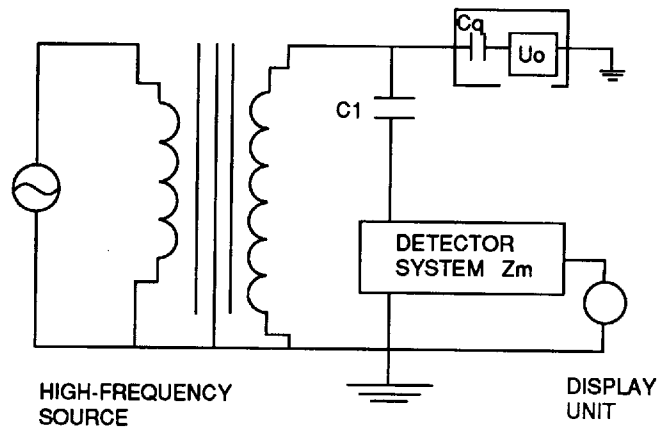 Cq
Uo
C1
DETECTOR
SYSTEM Zm
HIGH-FREQUENCY
SOURCE
DISPLAY
UNIT